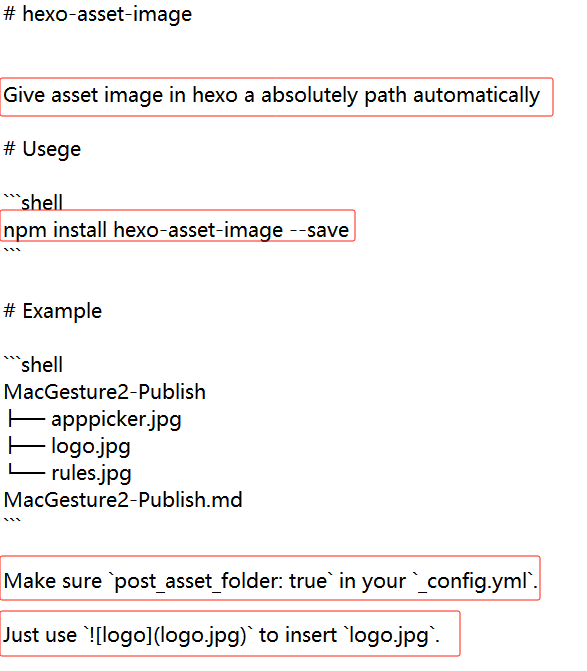 # hexo-asset-image
Give asset image in hexo a absolutely path automatically
# Usege
```shell
npm install hexo-asset-image --save
```
# Example
```shell
MacGesture2-Publish
├── apppicker.jpg
├── logo.jpg
└── rules.jpg
MacGesture2-Publish.md
```
Make sure `post_asset_folder: true` in your `_config.yml`.
Just use `![logo](logo.jpg)` to insert `logo.jpg`.